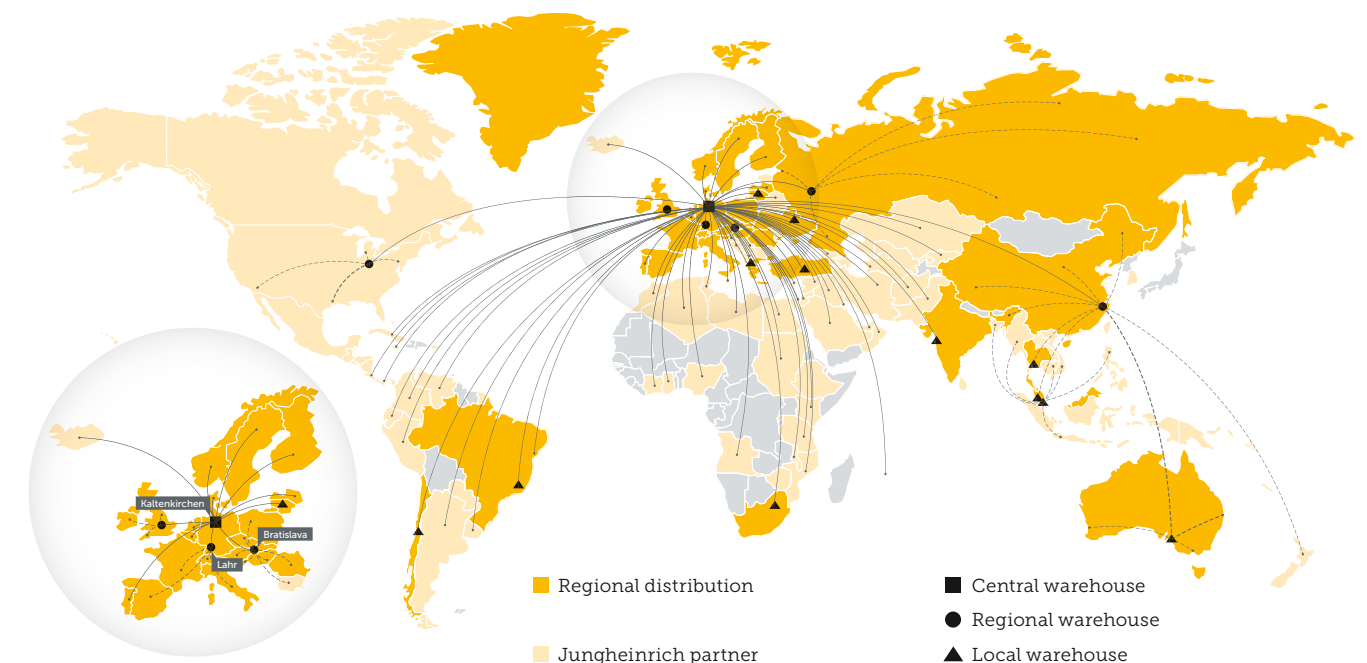 Kaltenkirchen
Bratislava
Lahr
Regional distribution
Jungheinrich partner
Central warehouse
Regional warehouse
Local warehouse